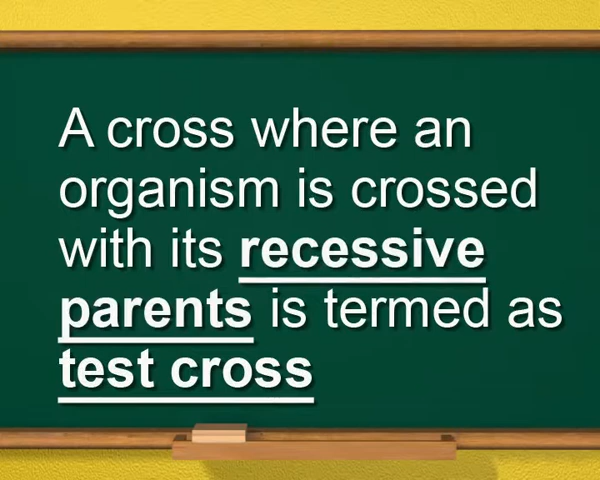 A cross where an
organism is crossed
with its recessive
parents is termed as
test cross